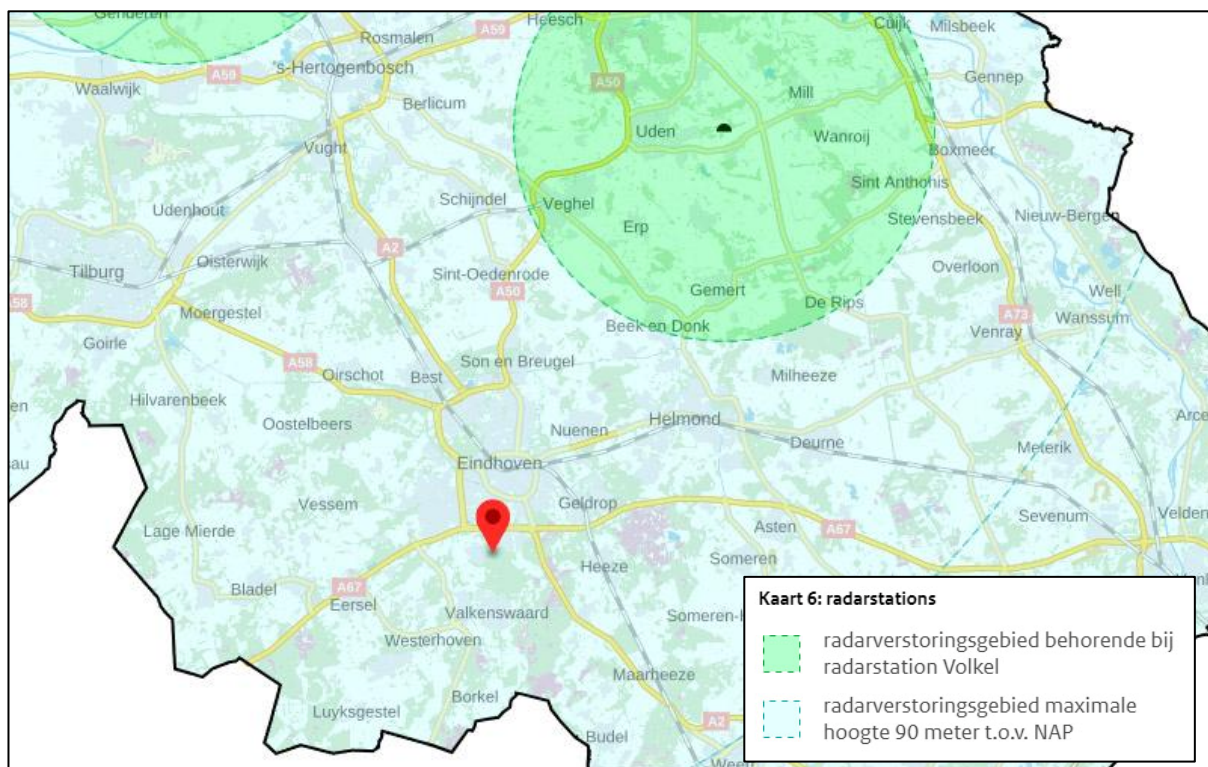 Genderen
Heesch
A59
Cuijk
Milsbeek
Rosmalen
A59
's-Hertogenbosch
Gennep
Waalwijk
A50
Mill
Berlicum
Uden
Wanroij
Vught
Boxmeer
Sint Anthonis
Schijndel
Veghel
Udenhout
Stevensbeek
Nieuw-Bergen
Erp
A2
Oisterwijk
Tilburg
Sint-Oedenrode
Overloon
A50
Gemert
Well
De Rips
A58
Moergestel
A73
Wanssum
Beek en Donk
Venray
Goirle
A58
Son en Breugel
Oirschot
Best
Milheeze
Hilvarenbeek
Arce
Helmond
Oostelbeers
Nuenen
Deurne
Meterik
Eindhoven
Vessem
Geldrop
Sevenum
Velden
Lage Mierde
Asten
A67
Someren
Heeze
Bladel
A67
Eersel
Valkenswaard
Someren-H
Westerhoven
Maarheeze
Borkel
Luyksgestel
A2
Budel
Kaart 6: radarstations
radarverstoringsgebied behorende bij
radarstation Volkel
radarverstoringsgebied maximale
hoogte 90 meter t.o.v. NAP